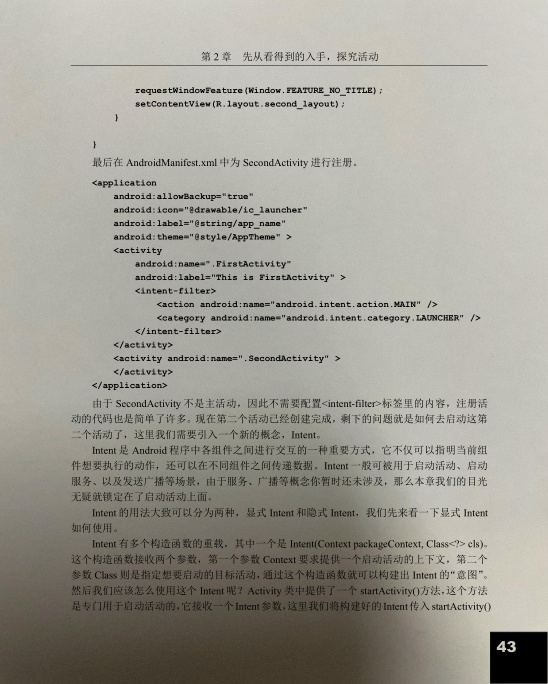 第 2 章 先从看得到的入手，探究活动
requestWindowFeature(Window.FEATURE_NO_TITLE);
setContentView(R.layout.second_layout);
}
}
最后在 AndroidManifest.xml 中为 SecondActivity 进行注册。
<application
android:allowBackup="true"
android:icon="@drawable/ic_launcher"
android:label="@string/app_name"
android:theme="@style/AppTheme" >
<activity
android:name=".FirstActivity"
android:label="This is FirstActivity" >
<intent-filter>
<action android:name="android.intent.action.MAIN" />
<category android:name="android.intent.category.LAUNCHER" />
</intent-filter>
</activity>
<activity android:name=".SecondActivity" >
</activity>
</application>
由于 SecondActivity 不是主活动，因此不需要配置<intent-filter>标签里的内容，注册活
动的代码也是简单了许多。现在第二个活动已经创建完成，剩下的问题就是如何去启动这第
二个活动了，这里我们需要引入一个新的概念，Intent。
Intent 是 Android 程序中各组件之间进行交互的一种重要方式，它不仅可以指明当前组
件想要执行的动作，还可以在不同组件之间传递数据。Intent 一般可被用于启动活动、启动
服务、以及发送广播等场景，由于服务、广播等概念你暂时还未涉及，那么本章我们的目光
无疑就锁定在了启动活动上面。
Intent 的用法大致可以分为两种，显式 Intent 和隐式 Intent，我们先来看一下显式 Intent
如何使用。
Intent 有多个构造函数的重载，其中一个是 Intent(Context packageContext, Class<?> cls)。
这个构造函数接收两个参数，第一个参数 Context 要求提供一个启动活动的上下文，第二个
参数 Class 则是指定想要启动的目标活动，通过这个构造函数就可以构建出 Intent 的“意图”。
然后我们应该怎么使用这个 Intent 呢？Activity 类中提供了一个 startActivity()方法，这个方法
是专门用于启动活动的，它接收一个 Intent 参数，这里我们将构建好的 Intent 传入 startActivity()
43